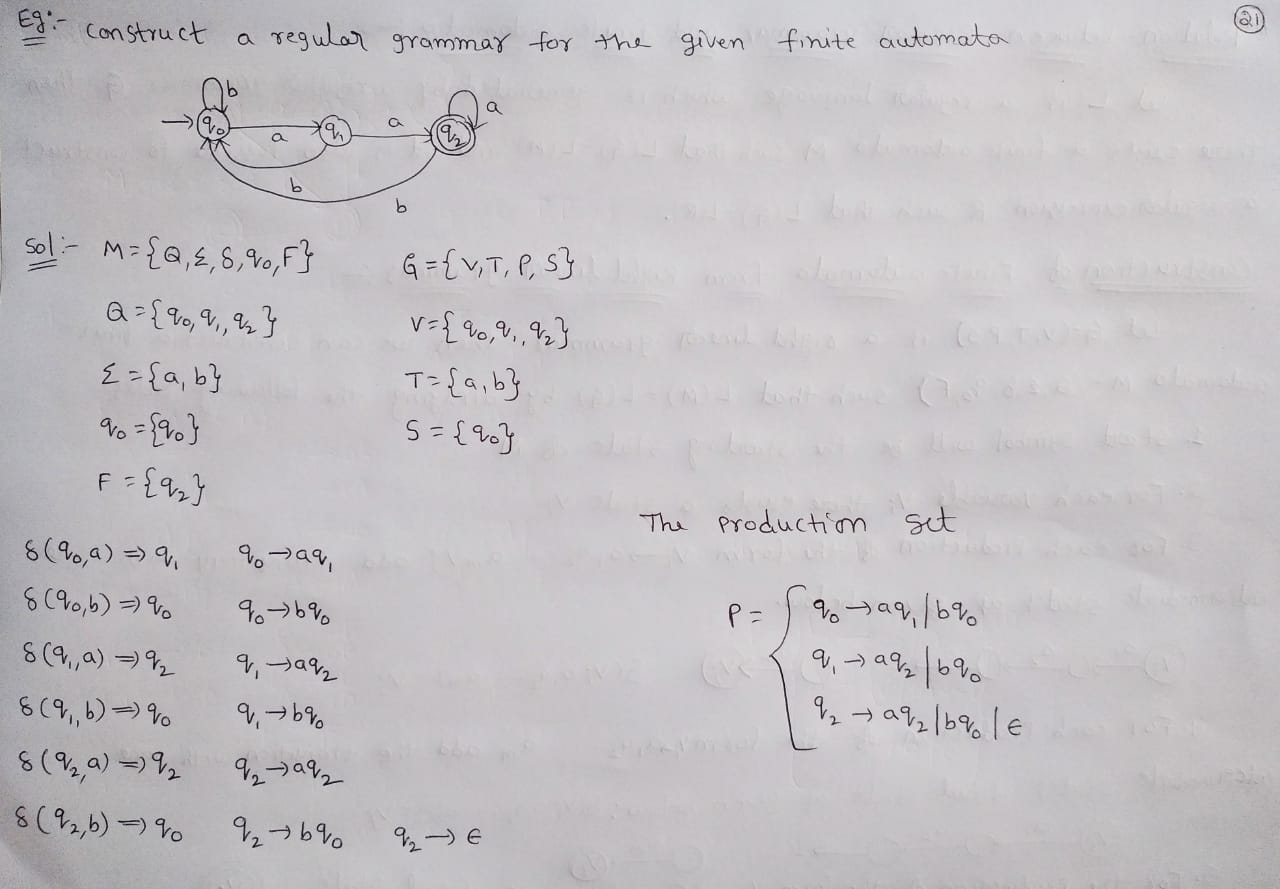 Eg:- construct a regular grammar for the given finite automata
21
b
→ q₀ a q₁ a q₂ a
b
b
Sol:- M={Q,Σ,δ,q₀,F} G={V,T,P,S}
Q={q₀,q₁,q₂} V={q₀,q₁,q₂}
Σ={a,b} T={a,b}
q₀={q₀} S={q₀}
F={q₂}
δ(q₀,a)⇒q₁ q₀→aq₁
δ(q₀,b)⇒q₀ q₀→bq₀
δ(q₁,a)⇒q₂ q₁→aq₂
δ(q₁,b)⇒q₀ q₁→bq₀
δ(q₂,a)⇒q₂ q₂→aq₂
δ(q₂,b)⇒q₀ q₂→bq₀ q₂→ϵ
The production set
P= { q₀→aq₁/bq₀
q₁→aq₂/bq₀
q₂→aq₂/bq₀/ϵ